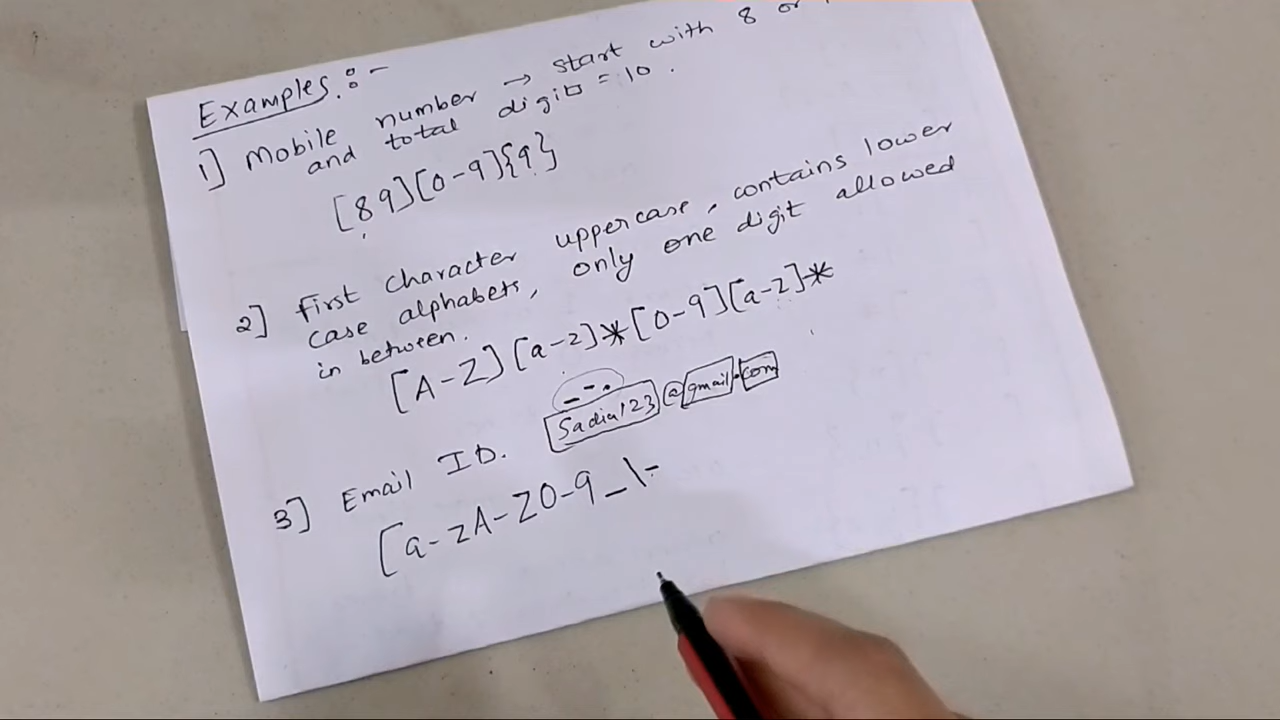 Examples :-
1] Mobile number → start with 8 or
and total digits = 10.
[89][0-9]{9}
2] First character uppercase, contains lower
case alphabets, only one digit allowed
in between.
[A-Z][a-z]*[0-9][a-z]*
_ - .
3] Email ID. Sadia123@gmail.com
[a-zA-Z0-9_\-